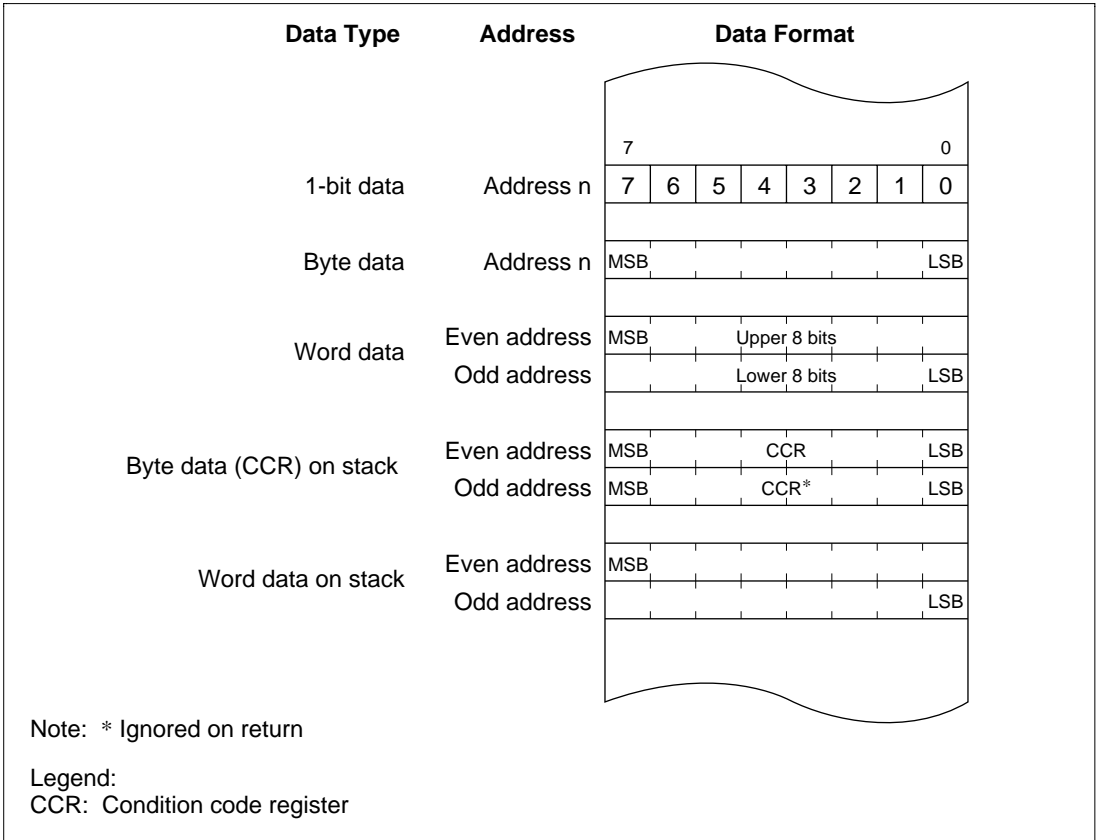 Data Type Address Data Format
7 0
1-bit data Address n 7 6 5 4 3 2 1 0
Byte data Address n MSB LSB
Even address MSB Upper 8 bits
Word data
Odd address Lower 8 bits LSB
Even address MSB CCR LSB
Byte data (CCR) on stack
Odd address MSB CCR* LSB
Even address MSB
Word data on stack
Odd address LSB
Note: * Ignored on return
Legend:
CCR: Condition code register